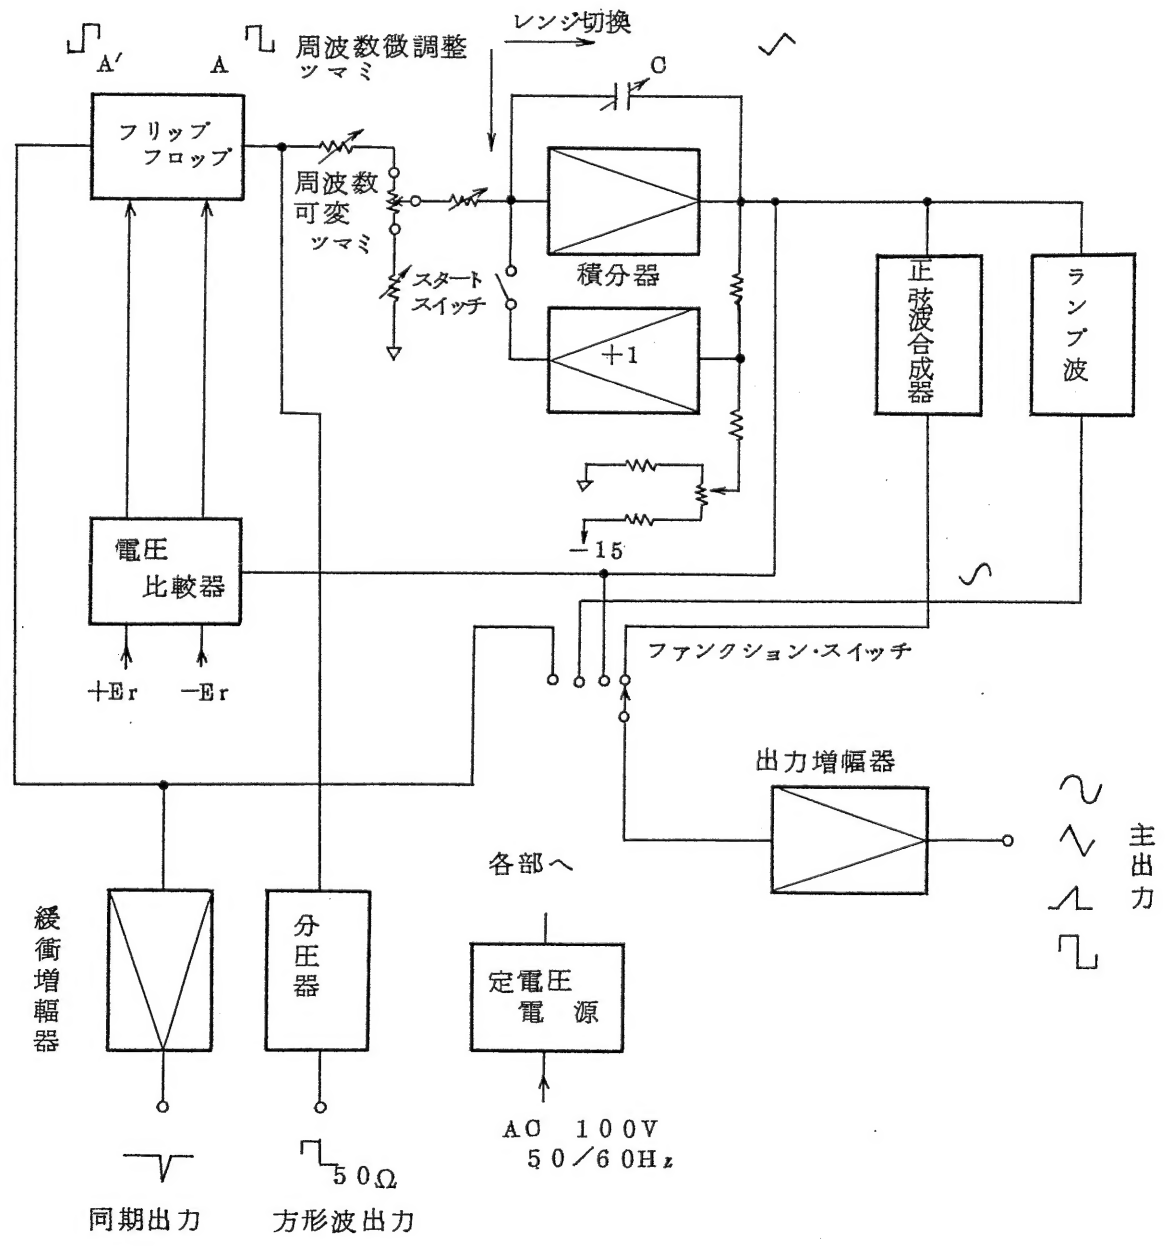 レンジ切換
周波数微調整
ツマミ
A′
A
C
フリップ
フロップ
周波数
可変
ツマミ
スタート
スイッチ
積分器
+1
正弦波合成器
ランプ波
−15
電圧
比較器
+Er
−Er
ファンクション・スイッチ
出力増幅器
主出力
各部へ
緩衝増輻器
分圧器
定電圧
電源
AC 100V
50/60Hz
50Ω
同期出力
方形波出力